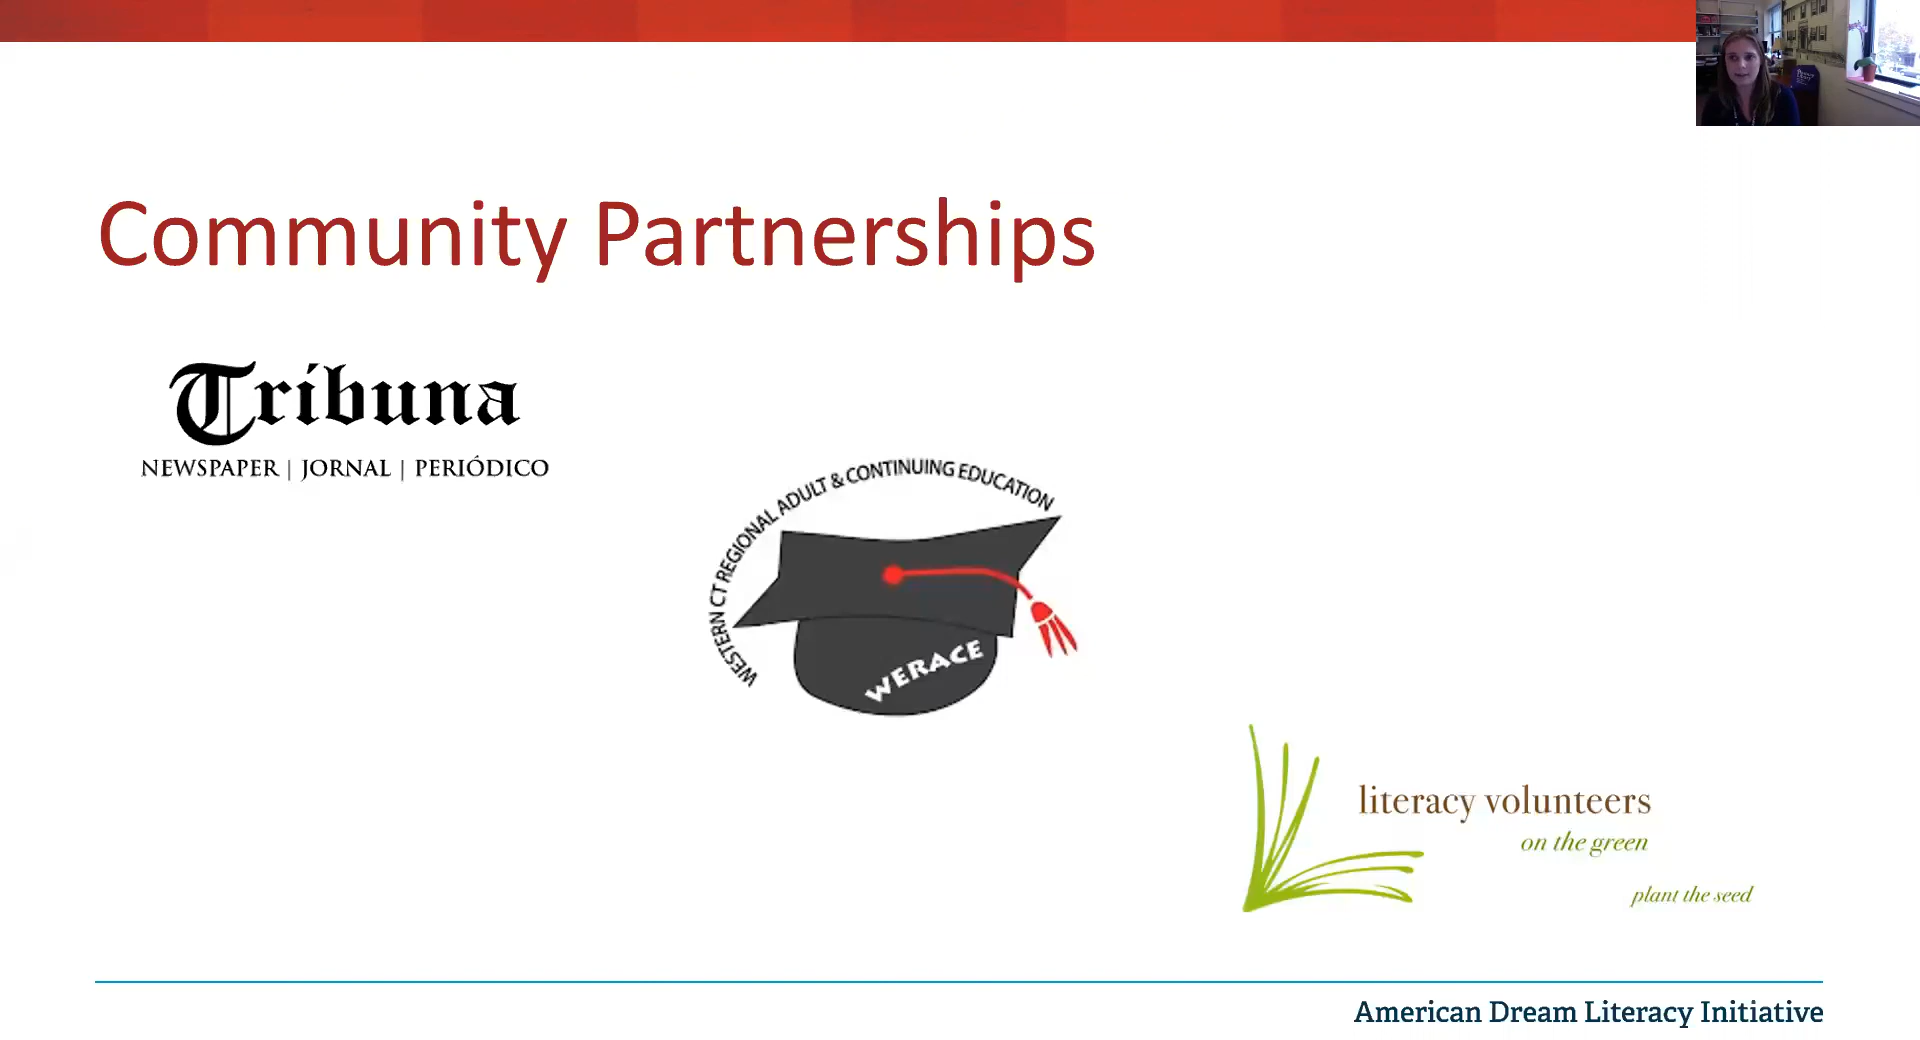 Community Partnerships
Tribuna
NEWSPAPER | JORNAL | PERIÓDICO
WESTERN CT REGIONAL ADULT & CONTINUING EDUCATION
WERACE
literacy volunteers
on the green
plant the seed
American Dream Literacy Initiative